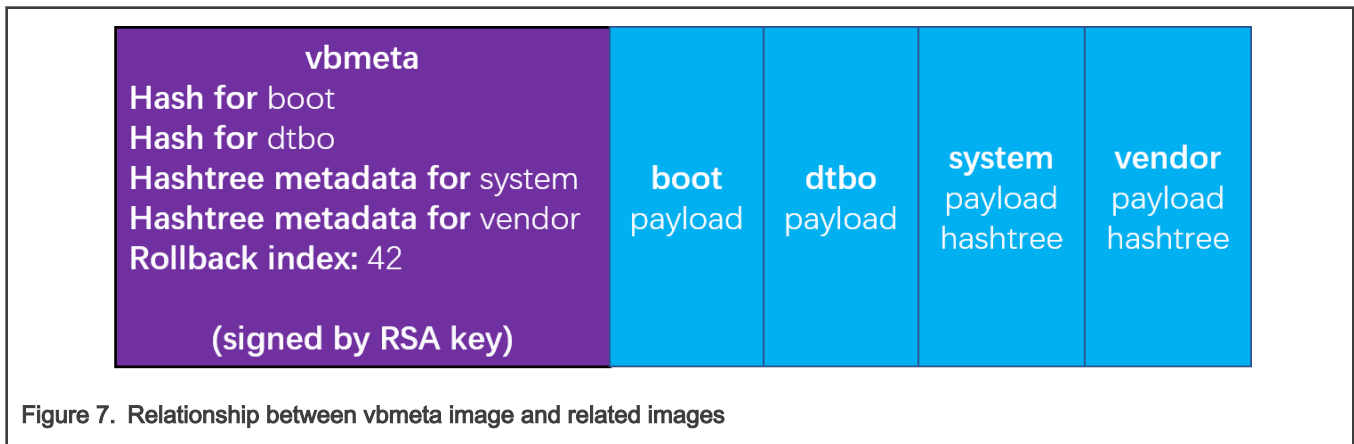 vbmeta
Hash for boot
Hash for dtbo
Hashtree metadata for system
Hashtree metadata for vendor
Rollback index: 42
(signed by RSA key)
boot
payload
dtbo
payload
system
payload
hashtree
vendor
payload
hashtree
Figure 7. Relationship between vbmeta image and related images